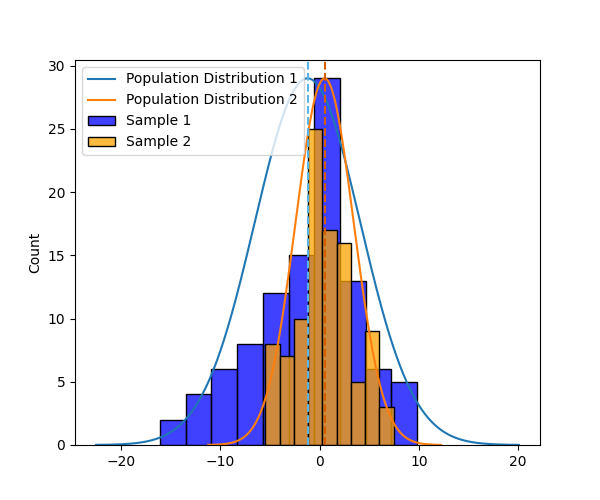 Population Distribution 1
Population Distribution 2
Sample 1
Sample 2
30
25
20
15
10
5
0
Count
−20
−10
0
10
20